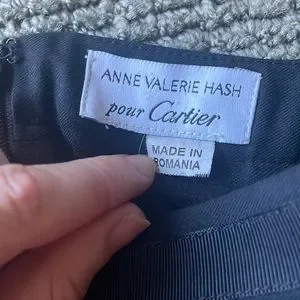 ANNE VALERIE HASH
pour Cartier
MADE IN
ROMANIA